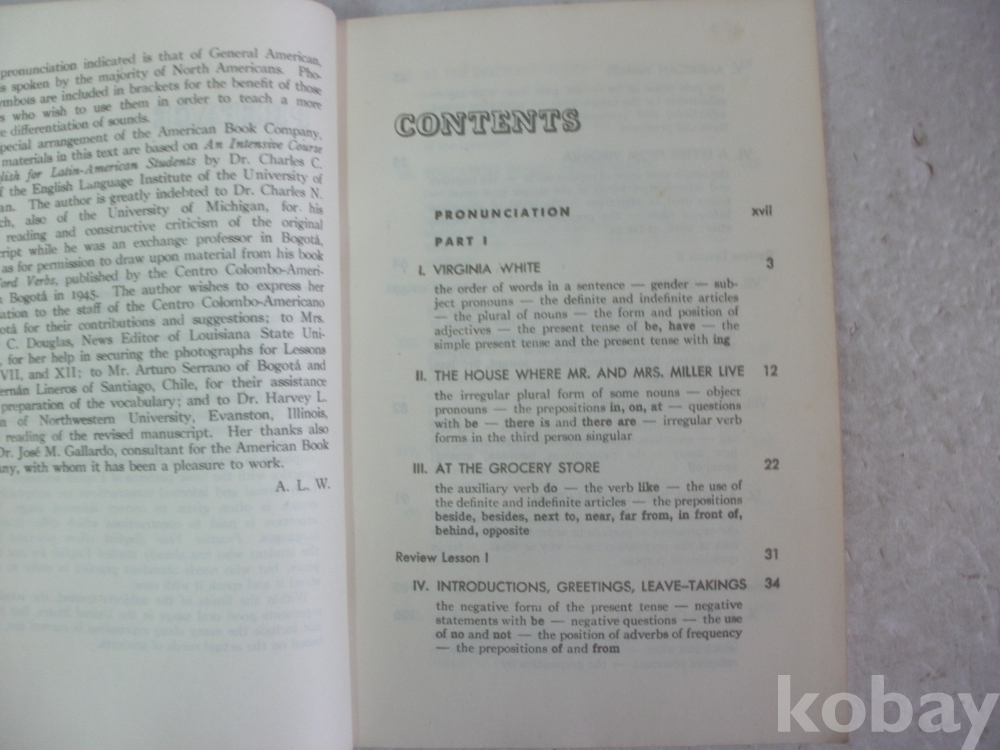 pronunciation indicated is that of General American,
s spoken by the majority of North Americans. Pho-
mbols are included in brackets for the benefit of those
s who wish to use them in order to teach a more
e differentiation of sounds.
pecial arrangement of the American Book Company,
materials in this text are based on An Intensive Course
glish for Latin-American Students by Dr. Charles C.
f the English Language Institute of the University of
an. The author is greatly indebted to Dr. Charles N.
ch, also of the University of Michigan, for his
reading and constructive criticism of the original
cript while he was an exchange professor in Bogotá,
as for permission to draw upon material from his book
ord Verbs, published by the Centro Colombo-Ameri-
Bogotá in 1945. The author wishes to express her
ation to the staff of the Centro Colombo-Americano
otá for their contributions and suggestions; to Mrs.
C. Douglas, News Editor of Louisiana State Uni-
, for her help in securing the photographs for Lessons
VII, and XII; to Mr. Arturo Serrano of Bogotá and
ernán Lineros of Santiago, Chile, for their assistance
preparation of the vocabulary; and to Dr. Harvey L.
n of Northwestern University, Evanston, Illinois,
reading of the revised manuscript. Her thanks also
Dr. José M. Gallardo, consultant for the American Book
any, with whom it has been a pleasure to work.
A. L. W.
CONTENTS
PRONUNCIATION xvii
PART I
I. VIRGINIA WHITE 3
the order of words in a sentence — gender — sub-
ject pronouns — the definite and indefinite articles
— the plural of nouns — the form and position of
adjectives — the present tense of be, have — the
simple present tense and the present tense with ing
II. THE HOUSE WHERE MR. AND MRS. MILLER LIVE 12
the irregular plural form of some nouns — object
pronouns — the prepositions in, on, at — questions
with be — there is and there are — irregular verb
forms in the third person singular
III. AT THE GROCERY STORE 22
the auxiliary verb do — the verb like — the use of
the definite and indefinite articles — the prepositions
beside, besides, next to, near, far from, in front of,
behind, opposite
Review Lesson I 31
IV. INTRODUCTIONS, GREETINGS, LEAVE-TAKINGS 34
the negative form of the present tense — negative
statements with be — negative questions — the use
of no and not — the position of adverbs of frequency
— the prepositions of and from
kobay